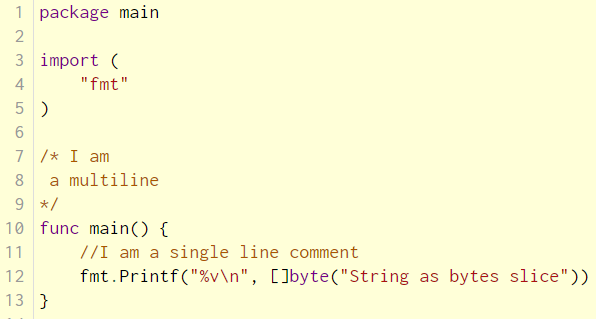 1 package main
2
3 import (
4     "fmt"
5 )
6
7 /* I am
8  a multiline
9 */
10 func main() {
11     //I am a single line comment
12     fmt.Printf("%v\n", []byte("String as bytes slice"))
13 }